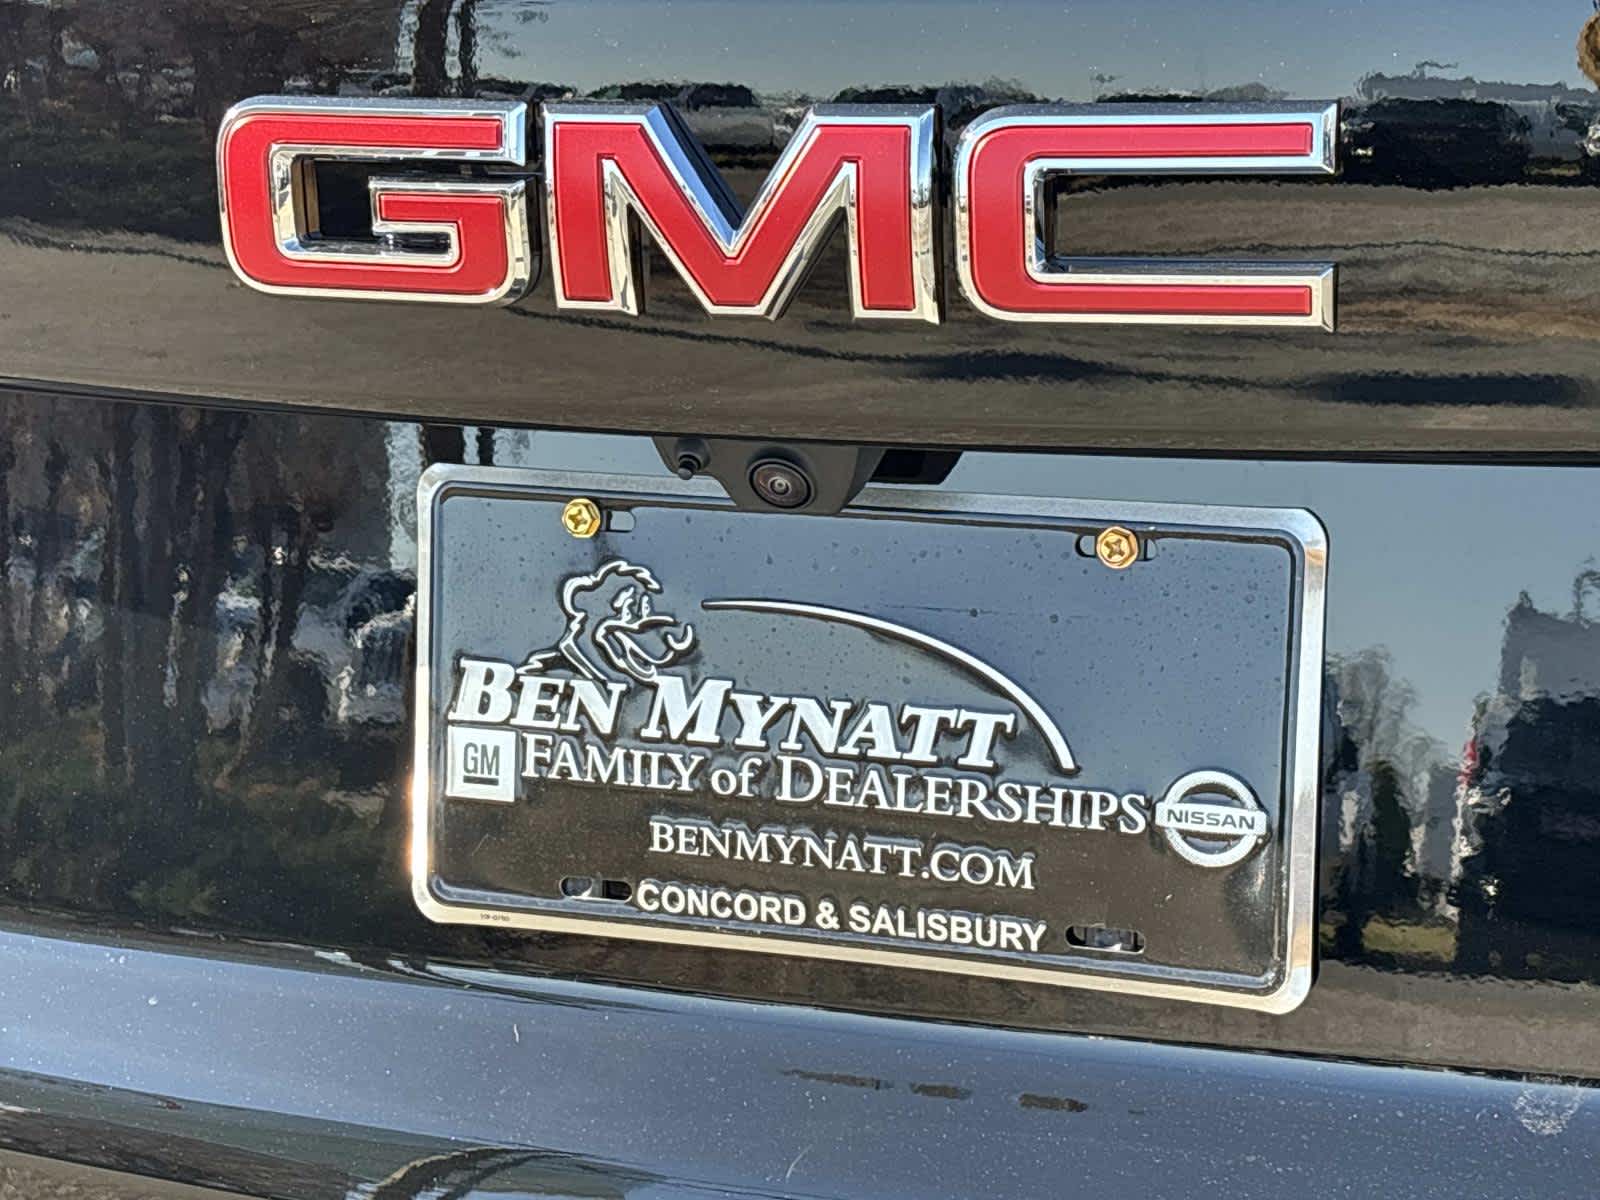 GMC
BEN MYNATT
GM FAMILY of DEALERSHIPS NISSAN
BENMYNATT.COM
CONCORD & SALISBURY